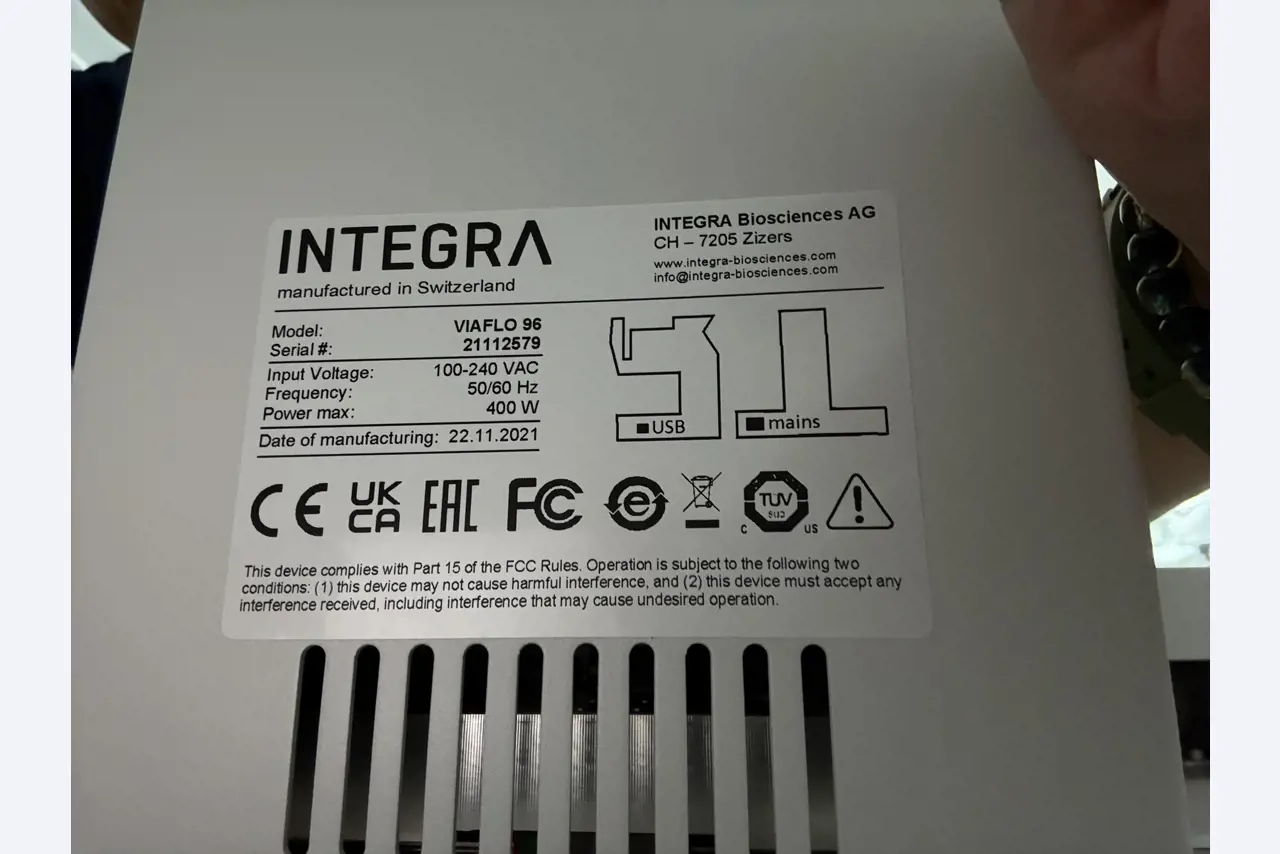 INTEGRA
manufactured in Switzerland
INTEGRA Biosciences AG
CH – 7205 Zizers
www.integra-biosciences.com
info@integra-biosciences.com
Model: VIAFLO 96
Serial #: 21112579
Input Voltage: 100-240 VAC
Frequency: 50/60 Hz
Power max: 400 W
Date of manufacturing: 22.11.2021
USB
mains
CE
UK
CA
EAC
FC
e
TUV
SUD
C US
This device complies with Part 15 of the FCC Rules. Operation is subject to the following two
conditions: (1) this device may not cause harmful interference, and (2) this device must accept any
interference received, including interference that may cause undesired operation.